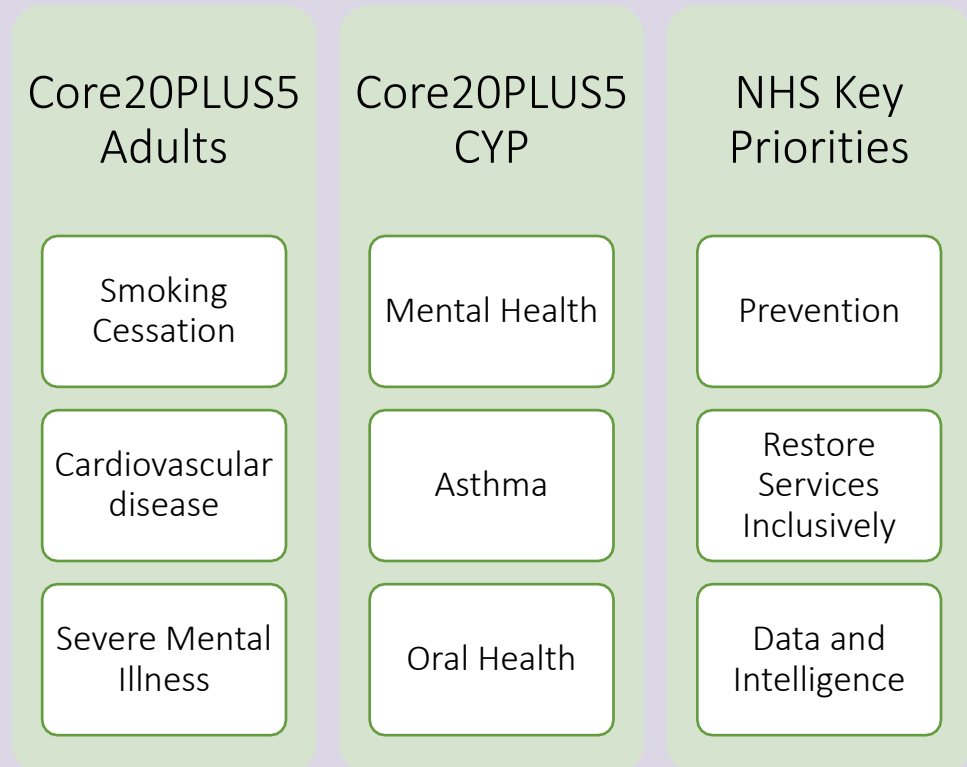 Core20PLUS5
Adults
Smoking
Cessation
Cardiovascular
disease
Severe Mental
Illness
Core20PLUS5
CYP
Mental Health
Asthma
Oral Health
NHS Key
Priorities
Prevention
Restore
Services
Inclusively
Data and
Intelligence